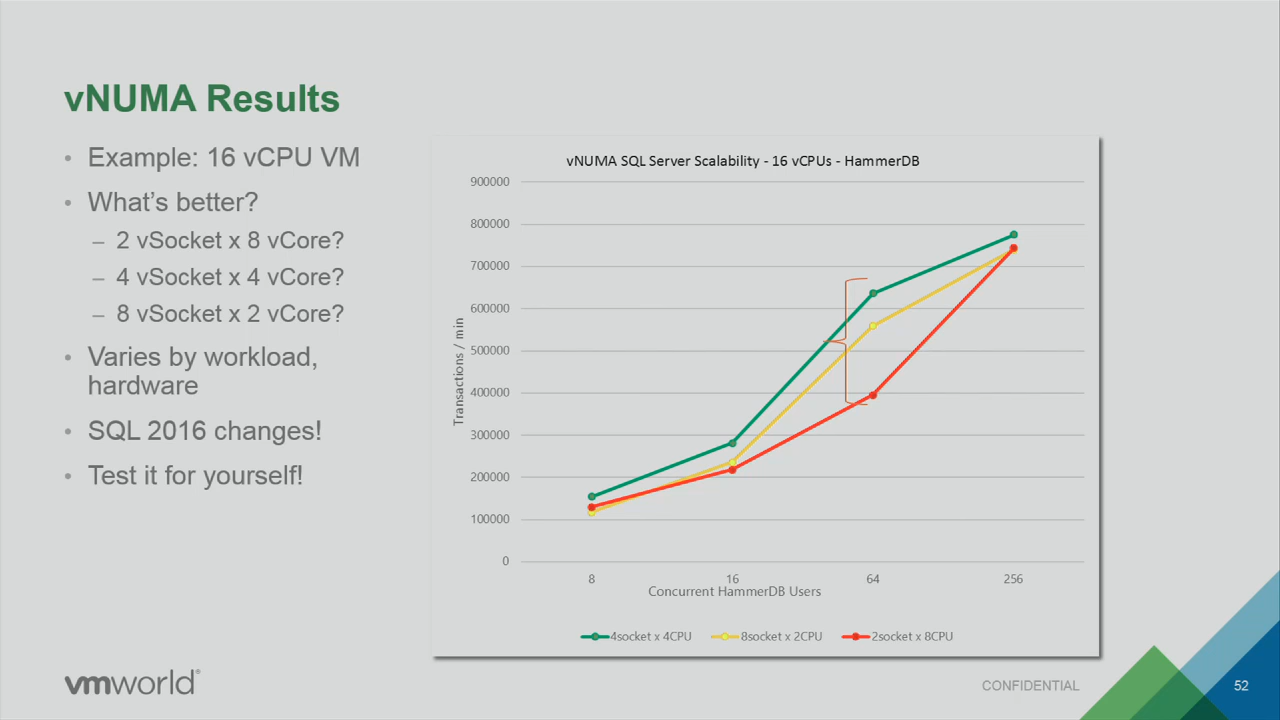 vNUMA Results
• Example: 16 vCPU VM
• What's better?
– 2 vSocket x 8 vCore?
– 4 vSocket x 4 vCore?
– 8 vSocket x 2 vCore?
• Varies by workload,
hardware
• SQL 2016 changes!
• Test it for yourself!
vNUMA SQL Server Scalability - 16 vCPUs - HammerDB
900000
800000
700000
600000
500000
400000
300000
200000
100000
0
Transactions / min
8 16 64 256
Concurrent HammerDB Users
4socket x 4CPU 8socket x 2CPU 2socket x 8CPU
vmworld®
CONFIDENTIAL 52